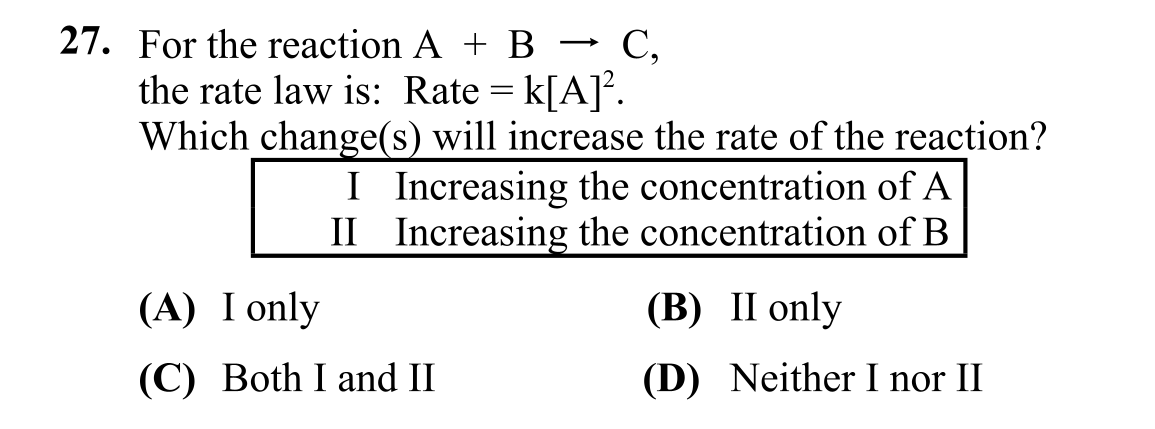 27. For the reaction A + B → C,
the rate law is: Rate = k[A]².
Which change(s) will increase the rate of the reaction?
I Increasing the concentration of A
II Increasing the concentration of B
(A) I only (B) II only
(C) Both I and II (D) Neither I nor II